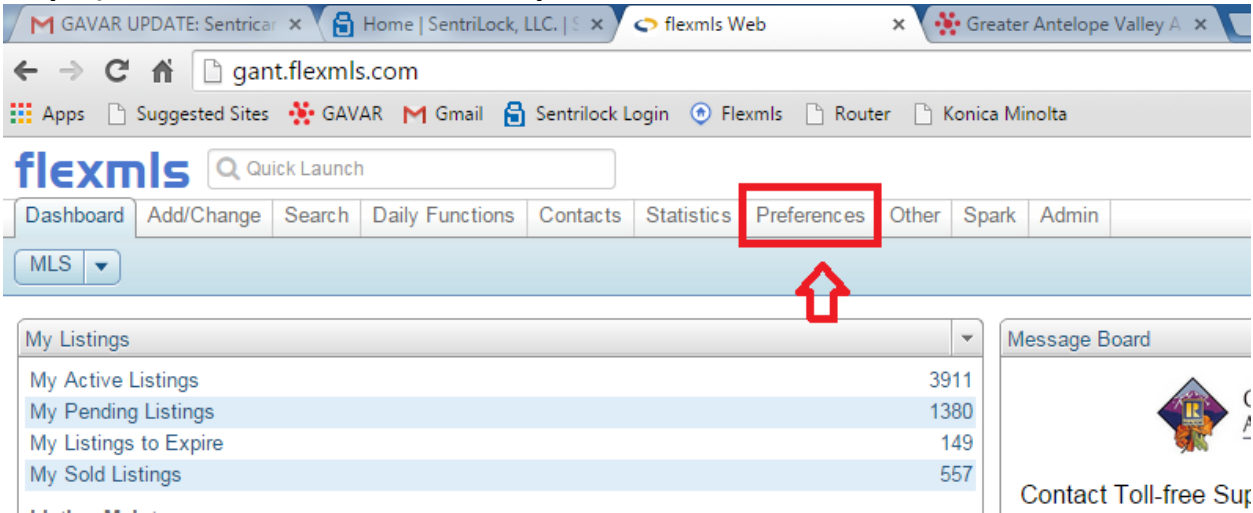 GAVAR UPDATE: Sentrica
Home | SentriLock, LLC. | S
flexmls Web
Greater Antelope Valley A
gant.flexmls.com
Apps Suggested Sites GAVAR Gmail Sentrilock Login Flexmls Router Konica Minolta
flexmls Quick Launch
Dashboard Add/Change Search Daily Functions Contacts Statistics Preferences Other Spark Admin
MLS
My Listings
My Active Listings 3911
My Pending Listings 1380
My Listings to Expire 149
My Sold Listings 557
Message Board
R
Contact Toll-free Sup